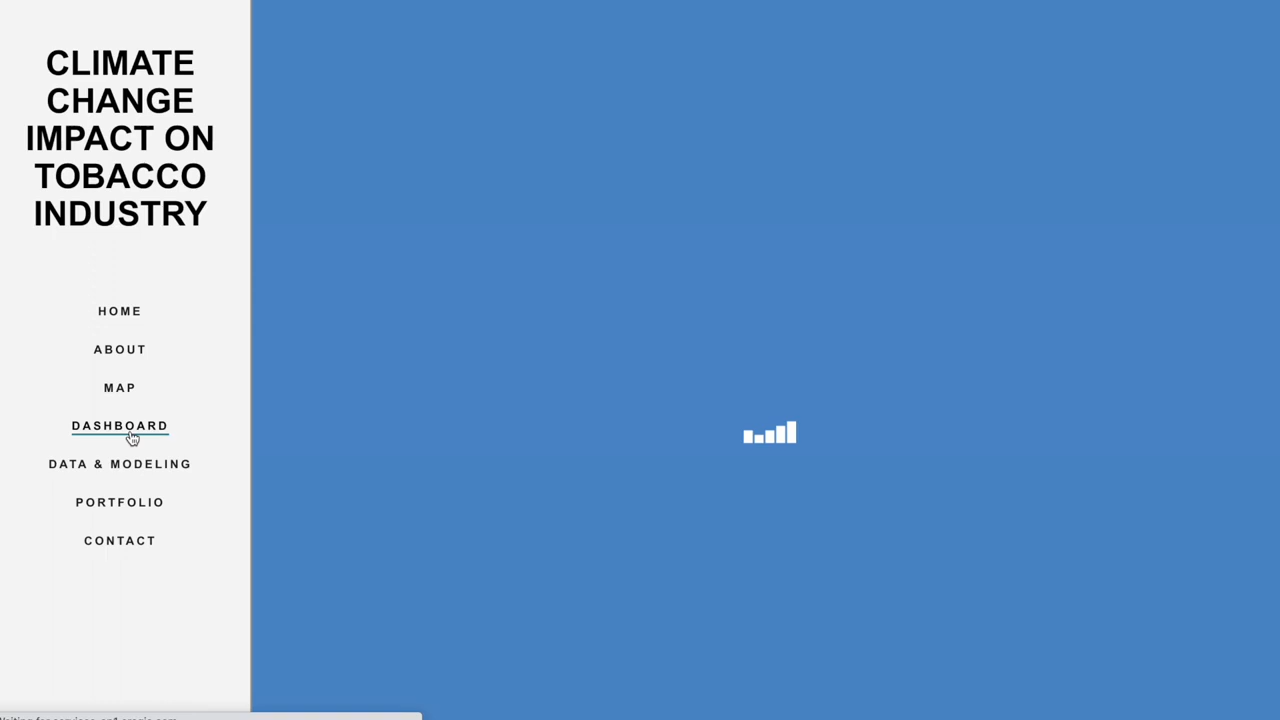 CLIMATE
CHANGE
IMPACT ON
TOBACCO
INDUSTRY
HOME
ABOUT
MAP
DASHBOARD
DATA & MODELING
PORTFOLIO
CONTACT